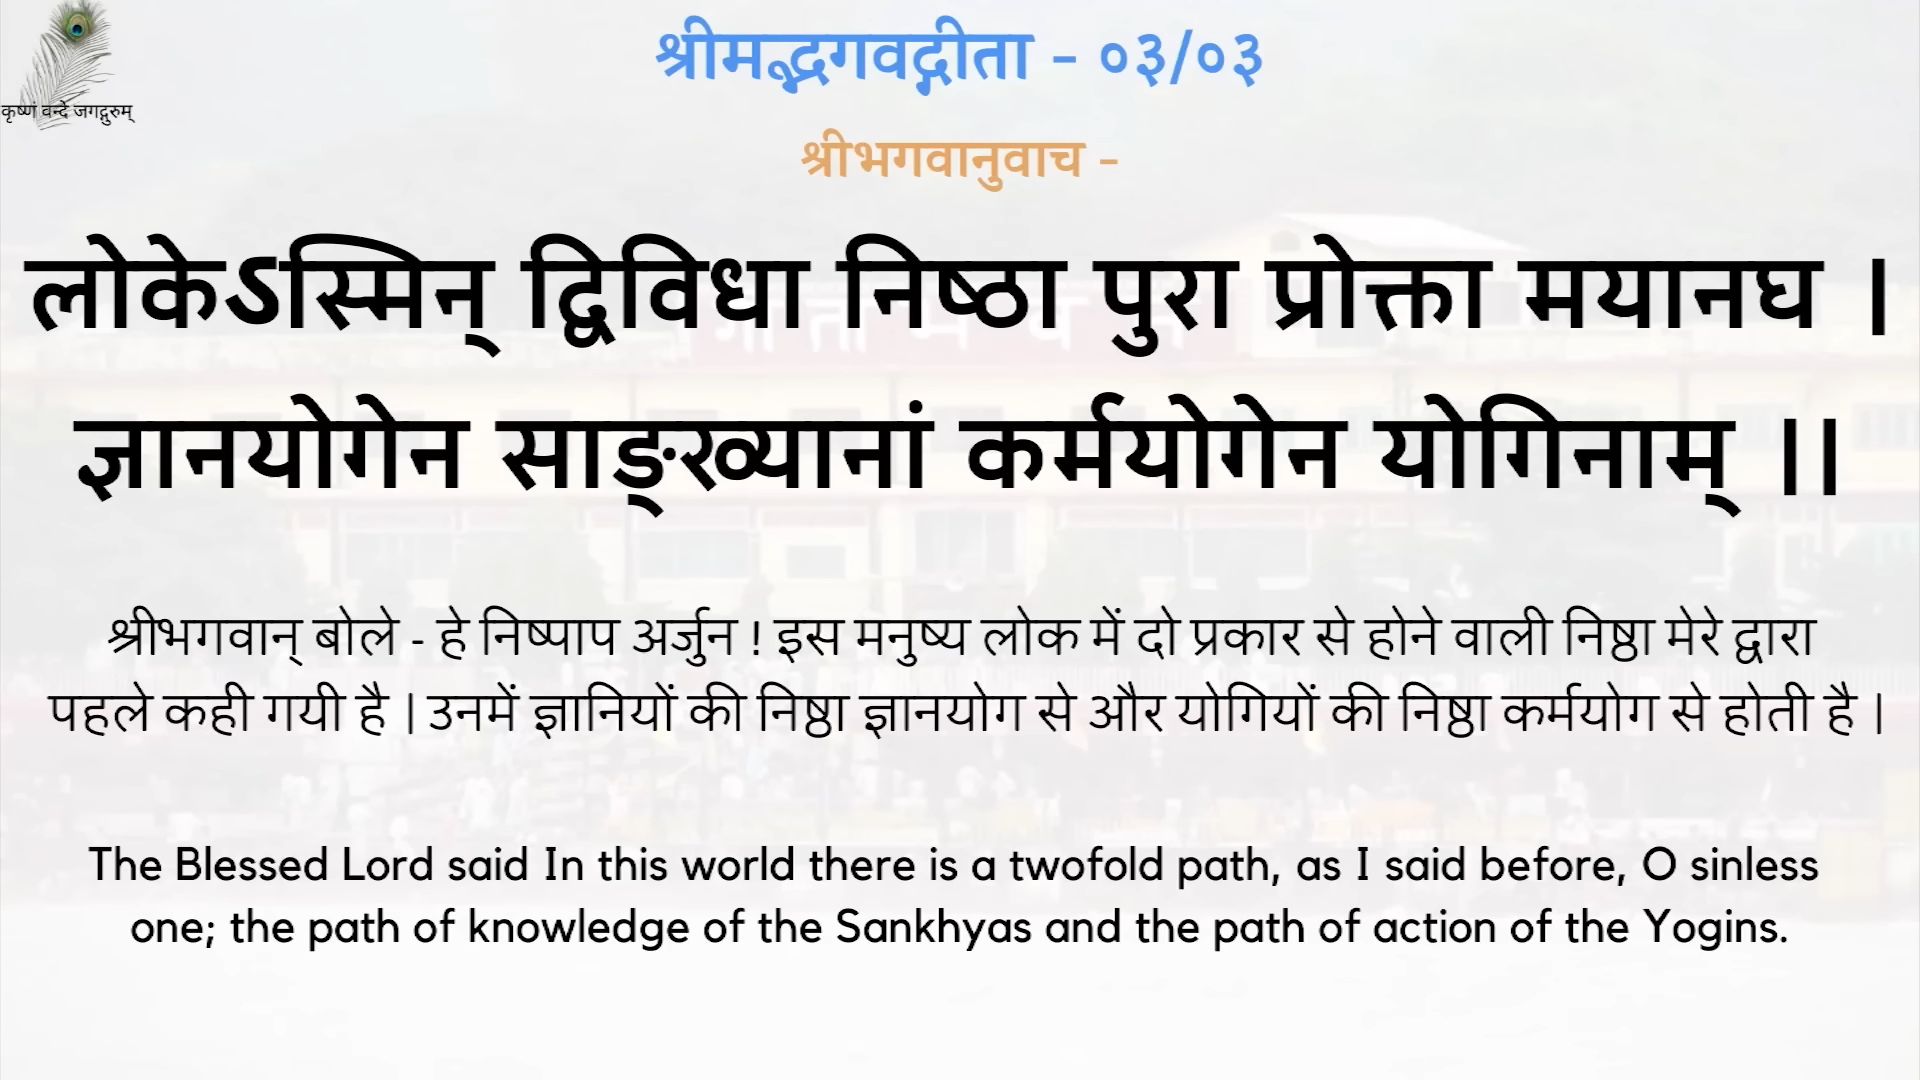 श्रीमद्भगवद्गीता - ०३/०३
कृष्णं वन्दे जगद्गुरुम्
श्रीभगवानुवाच -
लोकेऽस्मिन् द्विविधा निष्ठा पुरा प्रोक्ता मयानघ |
ज्ञानयोगेन साङ्ख्यानां कर्मयोगेन योगिनाम् ||
श्रीभगवान् बोले - हे निष्पाप अर्जुन ! इस मनुष्य लोक में दो प्रकार से होने वाली निष्ठा मेरे द्वारा
पहले कही गयी है | उनमें ज्ञानियों की निष्ठा ज्ञानयोग से और योगियों की निष्ठा कर्मयोग से होती है |
The Blessed Lord said In this world there is a twofold path, as I said before, O sinless
one; the path of knowledge of the Sankhyas and the path of action of the Yogins.